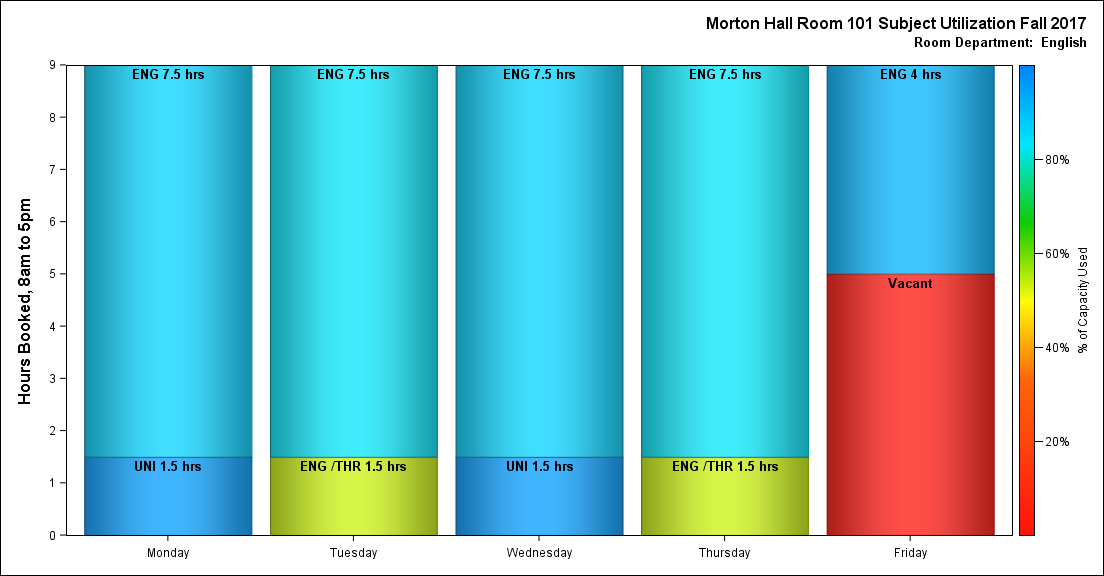 Morton Hall Room 101 Subject Utilization Fall 2017
Room Department: English
Hours Booked, 8am to 5pm
9
8
7
6
5
4
3
2
1
0
ENG 7.5 hrs
UNI 1.5 hrs
ENG 7.5 hrs
ENG /THR 1.5 hrs
ENG 7.5 hrs
UNI 1.5 hrs
ENG 7.5 hrs
ENG /THR 1.5 hrs
ENG 4 hrs
Vacant
Monday
Tuesday
Wednesday
Thursday
Friday
80%
60%
40%
20%
% of Capacity Used